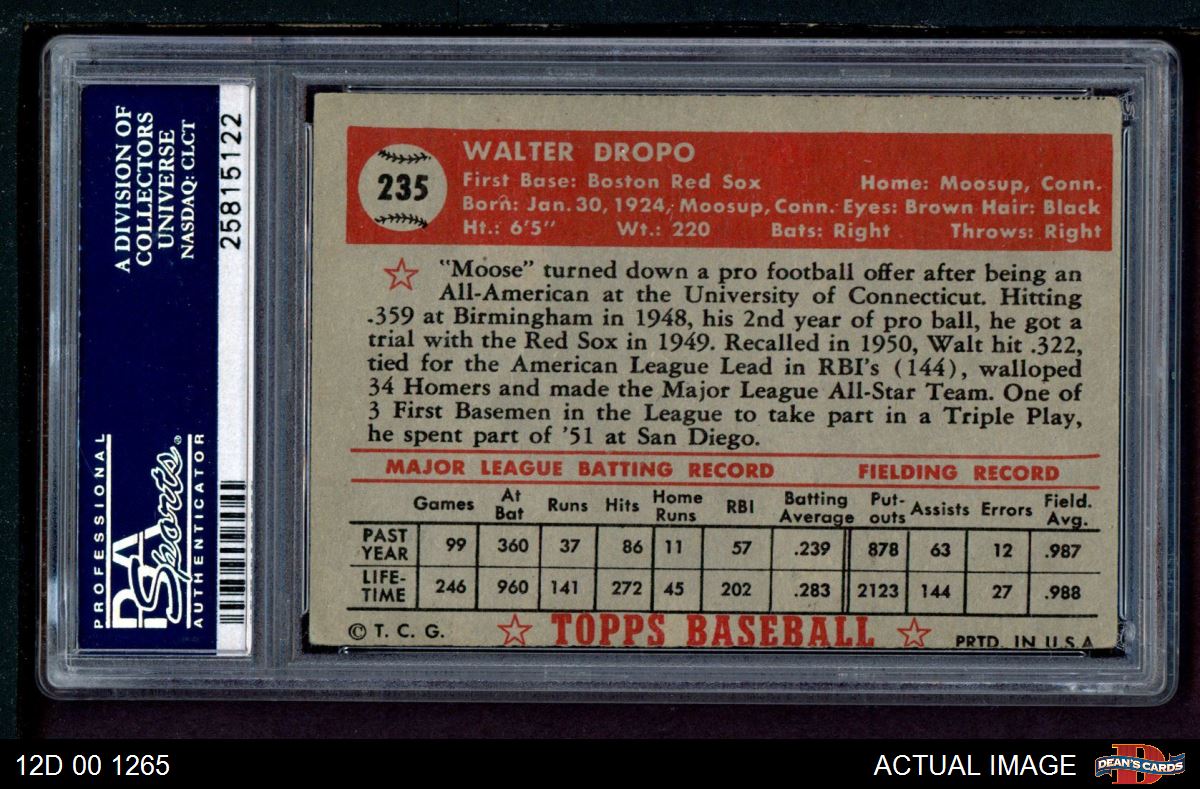 A DIVISION OF
COLLECTORS
UNIVERSE
NASDAQ: CLCT
25815122
PROFESSIONAL
PSA
Sports®
AUTHENTICATOR
235
WALTER DROPO
First Base: Boston Red Sox Home: Moosup, Conn.
Born: Jan. 30, 1924, Moosup, Conn. Eyes: Brown Hair: Black
Ht.: 6'5" Wt.: 220 Bats: Right Throws: Right
"Moose" turned down a pro football offer after being an
All-American at the University of Connecticut. Hitting
.359 at Birmingham in 1948, his 2nd year of pro ball, he got a
trial with the Red Sox in 1949. Recalled in 1950, Walt hit .322,
tied for the American League Lead in RBI's (144), walloped
34 Homers and made the Major League All-Star Team. One of
3 First Basemen in the League to take part in a Triple Play,
he spent part of '51 at San Diego.
MAJOR LEAGUE BATTING RECORD FIELDING RECORD
Games At Bat Runs Hits Home Runs RBI Batting Average Put-outs Assists Errors Field. Avg.
PAST YEAR 99 360 37 86 11 57 .239 878 63 12 .987
LIFE-TIME 246 960 141 272 45 202 .283 2123 144 27 .988
© T. C. G. TOPPS BASEBALL PRTD. IN U.S.A
12D 00 1265
ACTUAL IMAGE
D
DEAN'S CARDS